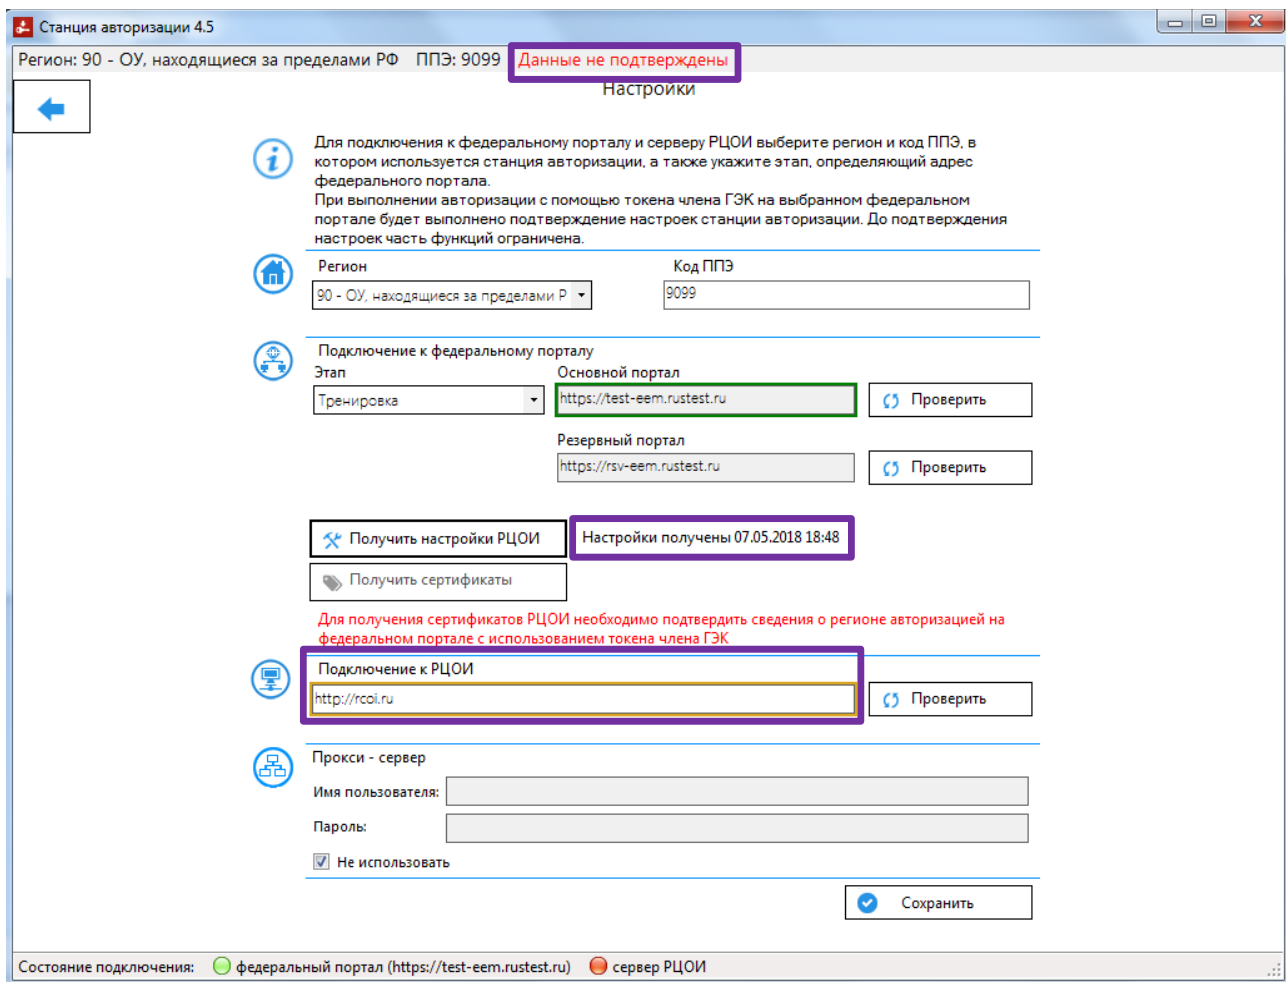 Станция авторизации 4.5
Регион: 90 - ОУ, находящиеся за пределами РФ ППЭ: 9099 Данные не подтверждены
Настройки
Для подключения к федеральному порталу и серверу РЦОИ выберите регион и код ППЭ, в
котором используется станция авторизации, а также укажите этап, определяющий адрес
федерального портала.
При выполнении авторизации с помощью токена члена ГЭК на выбранном федеральном
портале будет выполнено подтверждение настроек станции авторизации. До подтверждения
настроек часть функций ограничена.
Регион Код ППЭ
90 - ОУ, находящиеся за пределами Р 9099
Подключение к федеральному порталу
Этап Основной портал
Тренировка https://test-eem.rustest.ru Проверить
Резервный портал
https://rsv-eem.rustest.ru Проверить
Получить настройки РЦОИ Настройки получены 07.05.2018 18:48
Получить сертификаты
Для получения сертификатов РЦОИ необходимо подтвердить сведения о регионе авторизацией на
федеральном портале с использованием токена члена ГЭК
Подключение к РЦОИ
http://rcoi.ru Проверить
Прокси - сервер
Имя пользователя:
Пароль:
Не использовать
Сохранить
Состояние подключения: федеральный портал (https://test-eem.rustest.ru) сервер РЦОИ